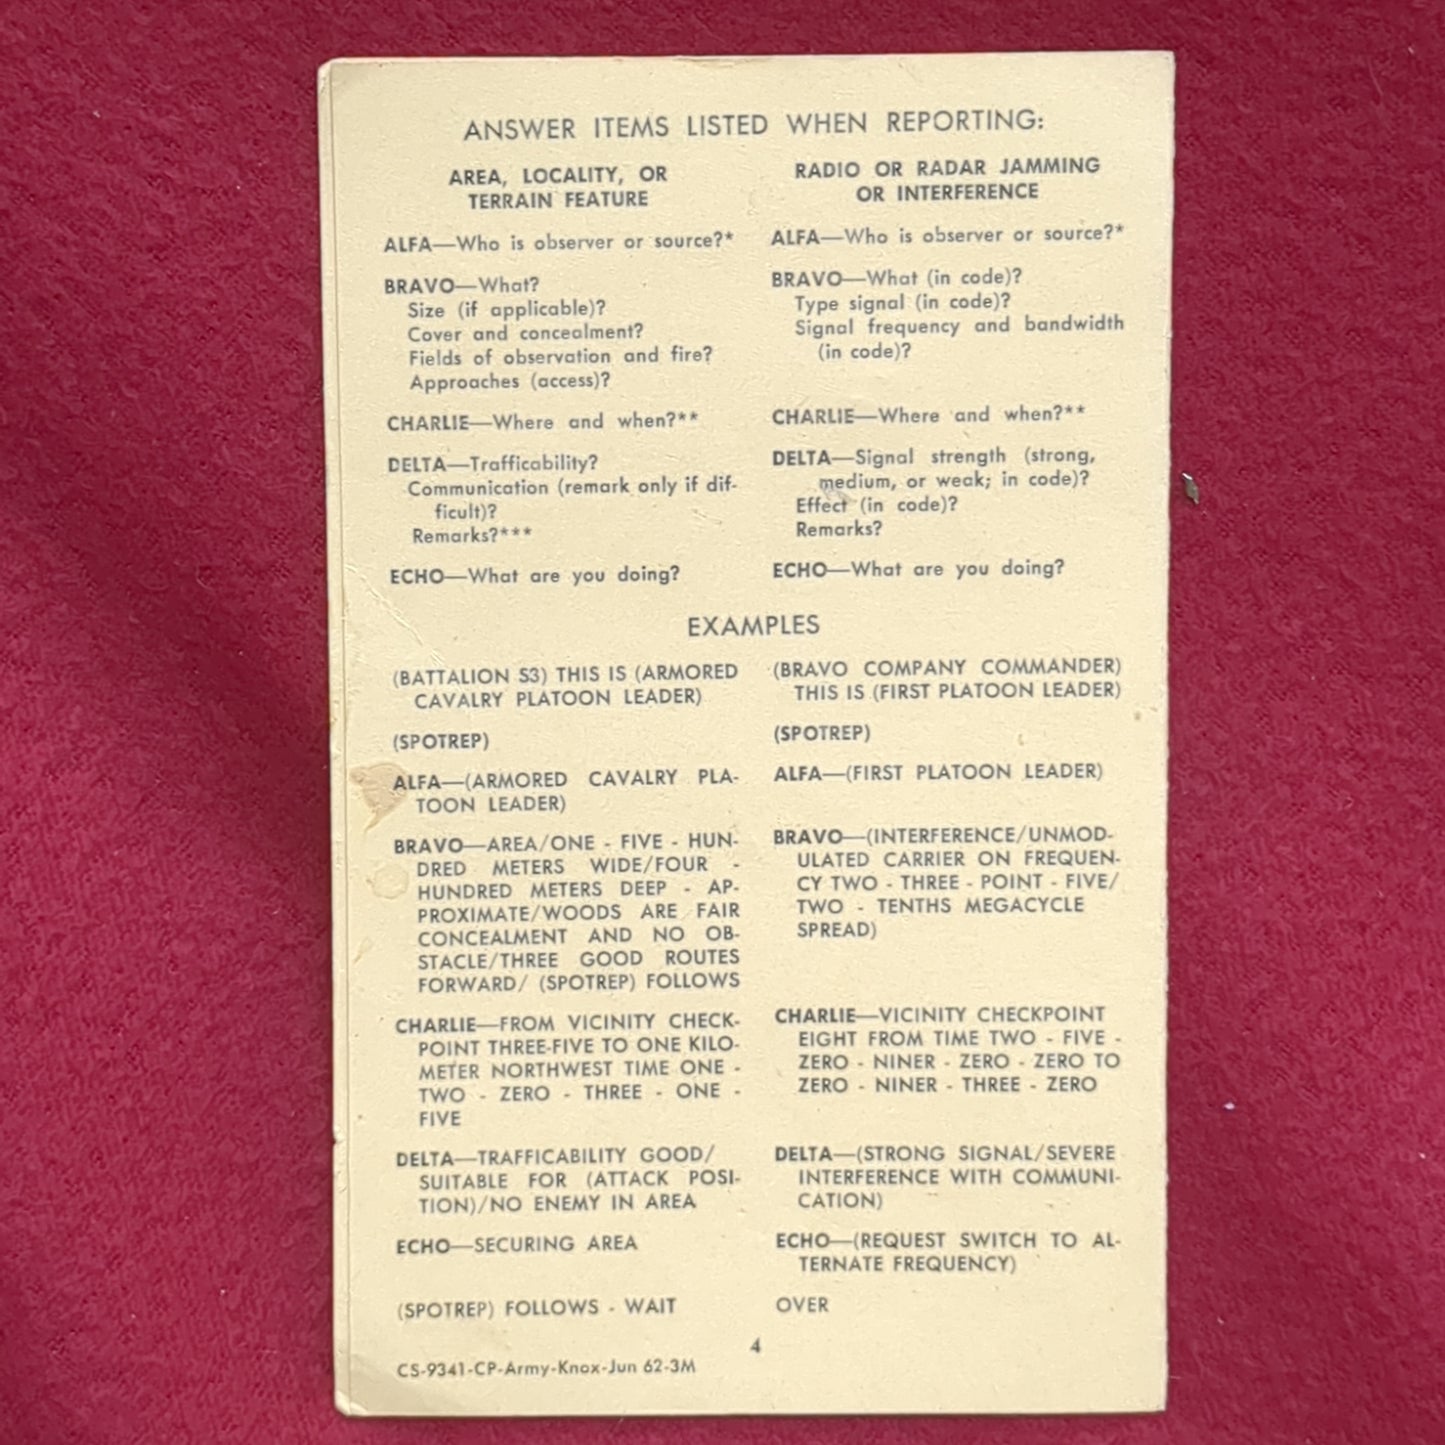 ANSWER ITEMS LISTED WHEN REPORTING:
AREA, LOCALITY, OR
TERRAIN FEATURE
ALFA—Who is observer or source?*
BRAVO—What?
Size (if applicable)?
Cover and concealment?
Fields of observation and fire?
Approaches (access)?
CHARLIE—Where and when?**
DELTA—Trafficability?
Communication (remark only if dif-
ficult)?
Remarks?***
ECHO—What are you doing?
RADIO OR RADAR JAMMING
OR INTERFERENCE
ALFA—Who is observer or source?*
BRAVO—What (in code)?
Type signal (in code)?
Signal frequency and bandwidth
(in code)?
CHARLIE—Where and when?**
DELTA—Signal strength (strong,
medium, or weak; in code)?
Effect (in code)?
Remarks?
ECHO—What are you doing?
EXAMPLES
(BATTALION S3) THIS IS (ARMORED
CAVALRY PLATOON LEADER)
(SPOTREP)
ALFA—(ARMORED CAVALRY PLA-
TOON LEADER)
BRAVO—AREA/ONE - FIVE - HUN-
DRED METERS WIDE/FOUR -
HUNDRED METERS DEEP - AP-
PROXIMATE/WOODS ARE FAIR
CONCEALMENT AND NO OB-
STACLE/THREE GOOD ROUTES
FORWARD/ (SPOTREP) FOLLOWS
CHARLIE—FROM VICINITY CHECK-
POINT THREE-FIVE TO ONE KILO-
METER NORTHWEST TIME ONE -
TWO - ZERO - THREE - ONE -
FIVE
DELTA—TRAFFICABILITY GOOD/
SUITABLE FOR (ATTACK POSI-
TION)/NO ENEMY IN AREA
ECHO—SECURING AREA
(SPOTREP) FOLLOWS - WAIT
(BRAVO COMPANY COMMANDER)
THIS IS (FIRST PLATOON LEADER)
(SPOTREP)
ALFA—(FIRST PLATOON LEADER)
BRAVO—(INTERFERENCE/UNMOD-
ULATED CARRIER ON FREQUEN-
CY TWO - THREE - POINT - FIVE/
TWO - TENTHS MEGACYCLE
SPREAD)
CHARLIE—VICINITY CHECKPOINT
EIGHT FROM TIME TWO - FIVE -
ZERO - NINER - ZERO - ZERO TO
ZERO - NINER - THREE - ZERO
DELTA—(STRONG SIGNAL/SEVERE
INTERFERENCE WITH COMMUNI-
CATION)
ECHO—(REQUEST SWITCH TO AL-
TERNATE FREQUENCY)
OVER
4
CS-9341-CP-Army-Knox-Jun 62-3M